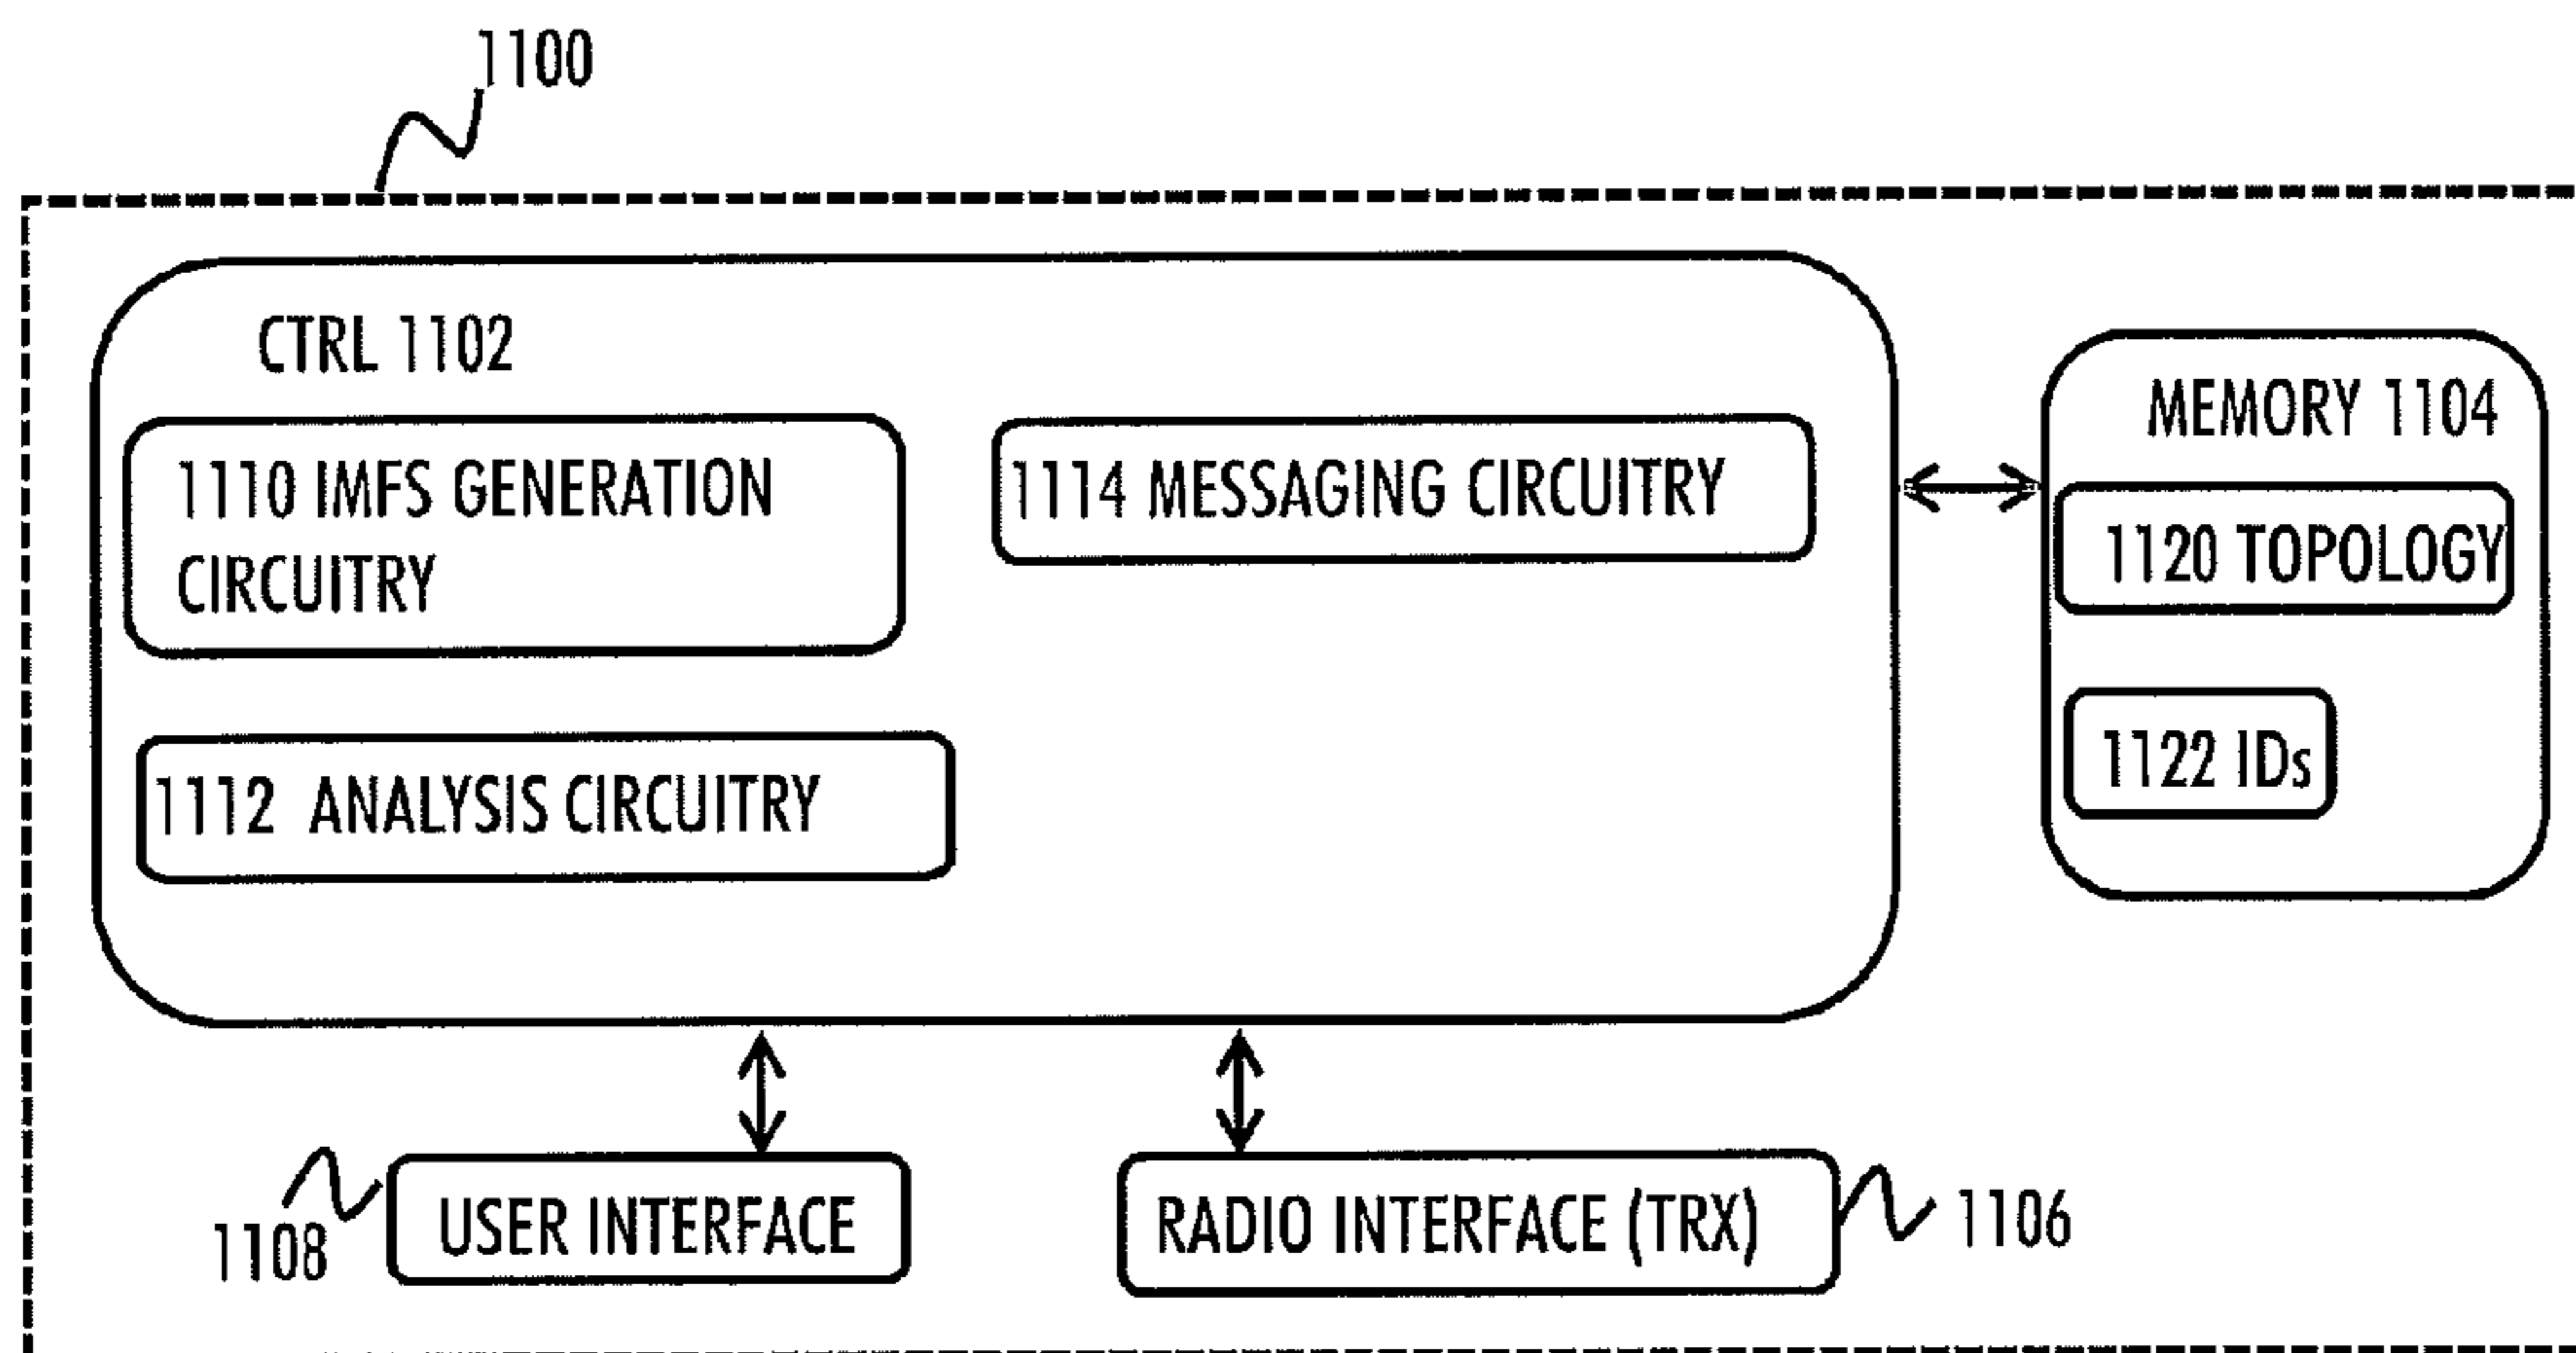 1100
CTRL 1102
1110 IMFS GENERATION
CIRCUITRY
1114 MESSAGING CIRCUITRY
1112 ANALYSIS CIRCUITRY
MEMORY 1104
1120 TOPOLOGY
1122 IDs
1108
USER INTERFACE
RADIO INTERFACE (TRX)
1106